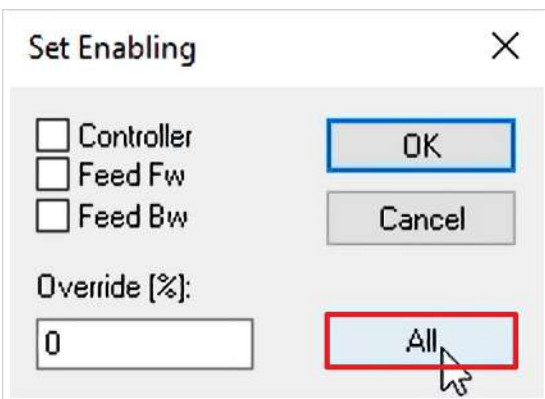 Set Enabling
Controller
Feed Fw
Feed Bw
OK
Cancel
Override [%]:
0
All